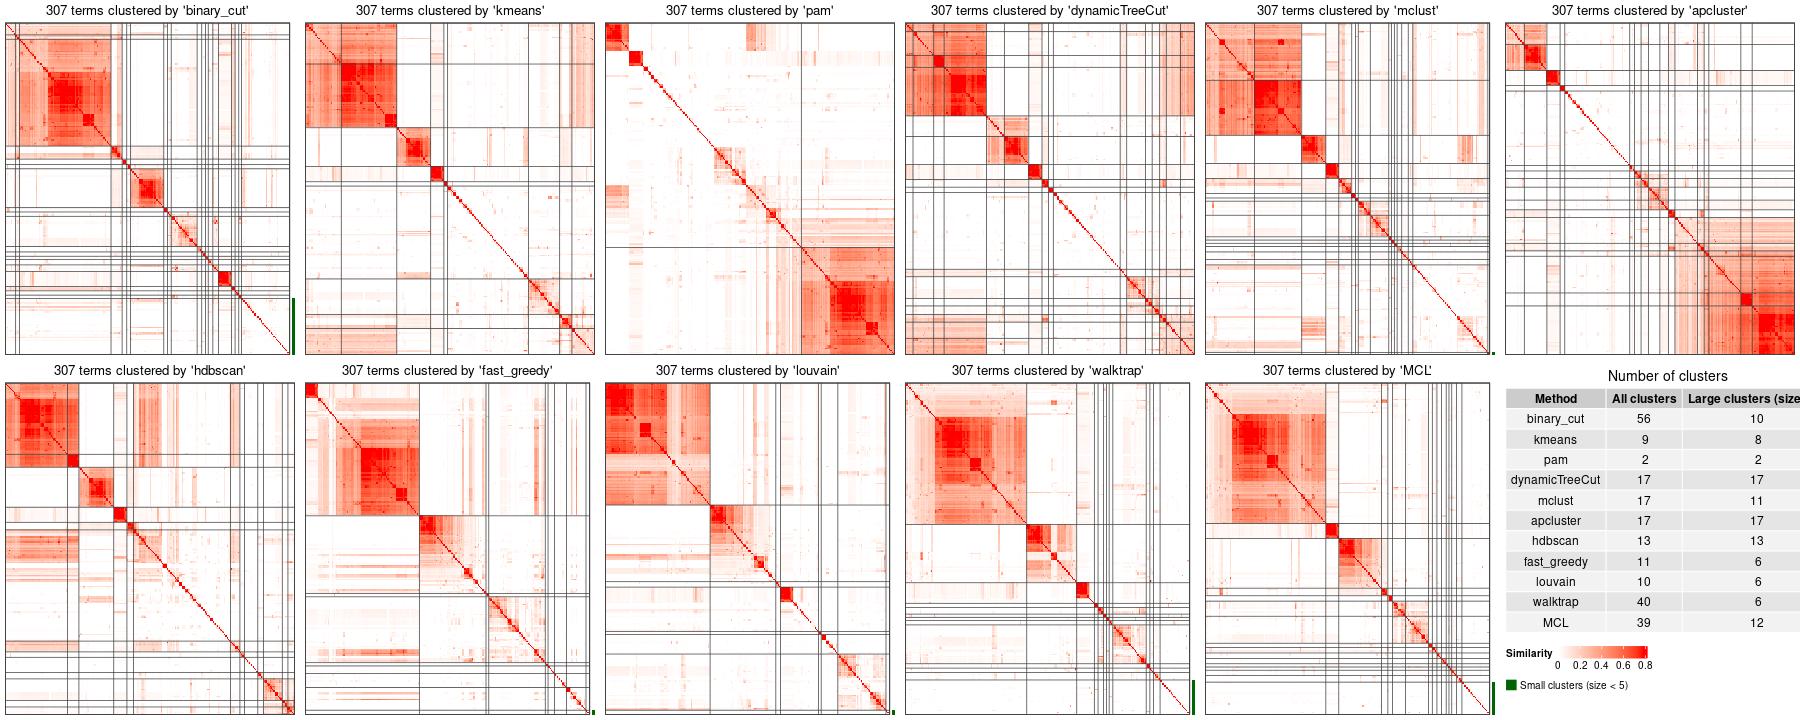 307 terms clustered by 'binary_cut'
307 terms clustered by 'kmeans'
307 terms clustered by 'pam'
307 terms clustered by 'dynamicTreeCut'
307 terms clustered by 'mclust'
307 terms clustered by 'apcluster'
307 terms clustered by 'hdbscan'
307 terms clustered by 'fast_greedy'
307 terms clustered by 'louvain'
307 terms clustered by 'walktrap'
307 terms clustered by 'MCL'
Number of clusters
Method All clusters Large clusters (size
binary_cut 56 10
kmeans 9 8
pam 2 2
dynamicTreeCut 17 17
mclust 17 11
apcluster 17 17
hdbscan 13 13
fast_greedy 11 6
louvain 10 6
walktrap 40 6
MCL 39 12
Similarity
0 0.2 0.4 0.6 0.8
Small clusters (size < 5)